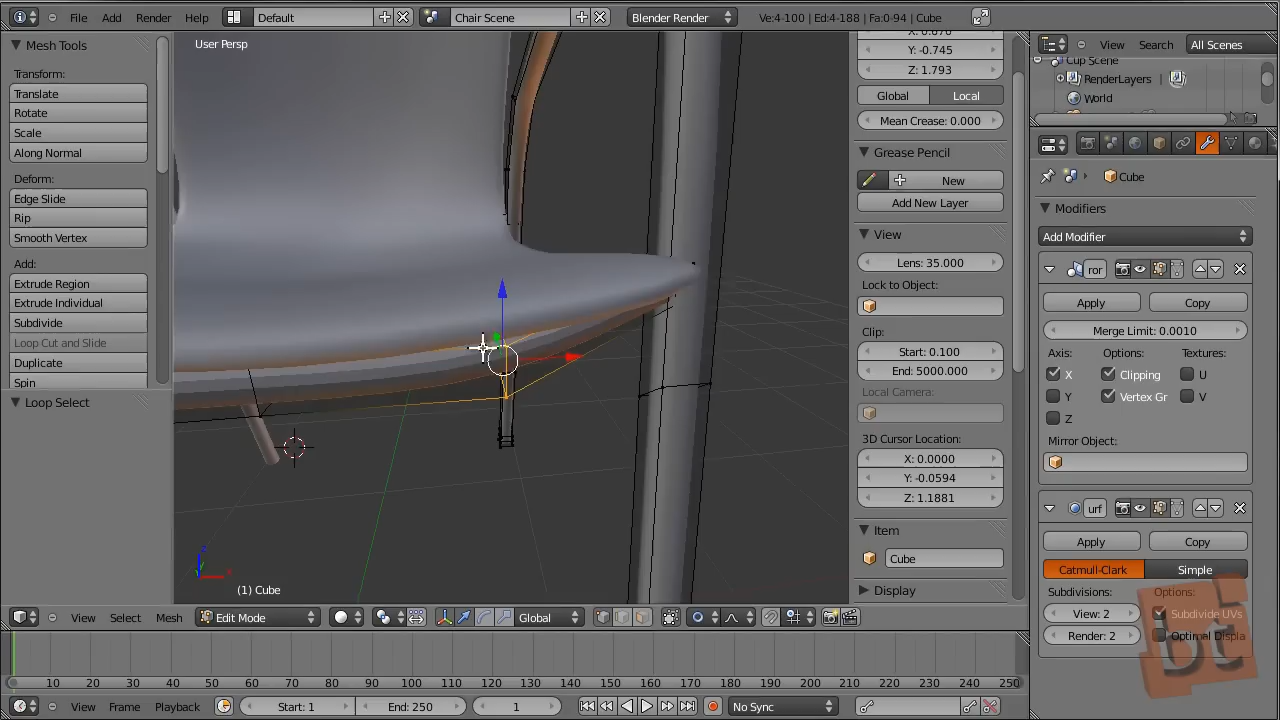 File Add Render Help Default Chair Scene Blender Render Ve:4-100 | Ed:4-188 | Fa:0-94 | Cube
Mesh Tools
Transform:
Translate
Rotate
Scale
Along Normal
Deform:
Edge Slide
Rip
Smooth Vertex
Add:
Extrude Region
Extrude Individual
Subdivide
Loop Cut and Slide
Duplicate
Spin
Loop Select
User Persp
(1) Cube
Y: -0.745
Z: 1.793
Global Local
Mean Crease: 0.000
Grease Pencil
New
Add New Layer
View
Lens: 35.000
Lock to Object:
Clip:
Start: 0.100
End: 5000.000
Local Camera:
3D Cursor Location:
X: 0.0000
Y: -0.0594
Z: 1.1881
Item
Cube
Display
View Search All Scenes
Cup Scene
RenderLayers |
World
Cube
Modifiers
Add Modifier
ror
Apply Copy
Merge Limit: 0.0010
Axis: Options: Textures:
X Clipping U
Y Vertex Gr V
Z
Mirror Object:
urf
Apply Copy
Catmull-Clark Simple
Subdivisions: Options:
View: 2 Subdivide UVs
Render: 2 Optimal Displa
bt
View Select Mesh Edit Mode Global
10 20 30 40 50 60 70 80 90 100 110 120 130 140 150 160 170 180 190 200 210 220 230 240 250
View Frame Playback Start: 1 End: 250 1 No Sync